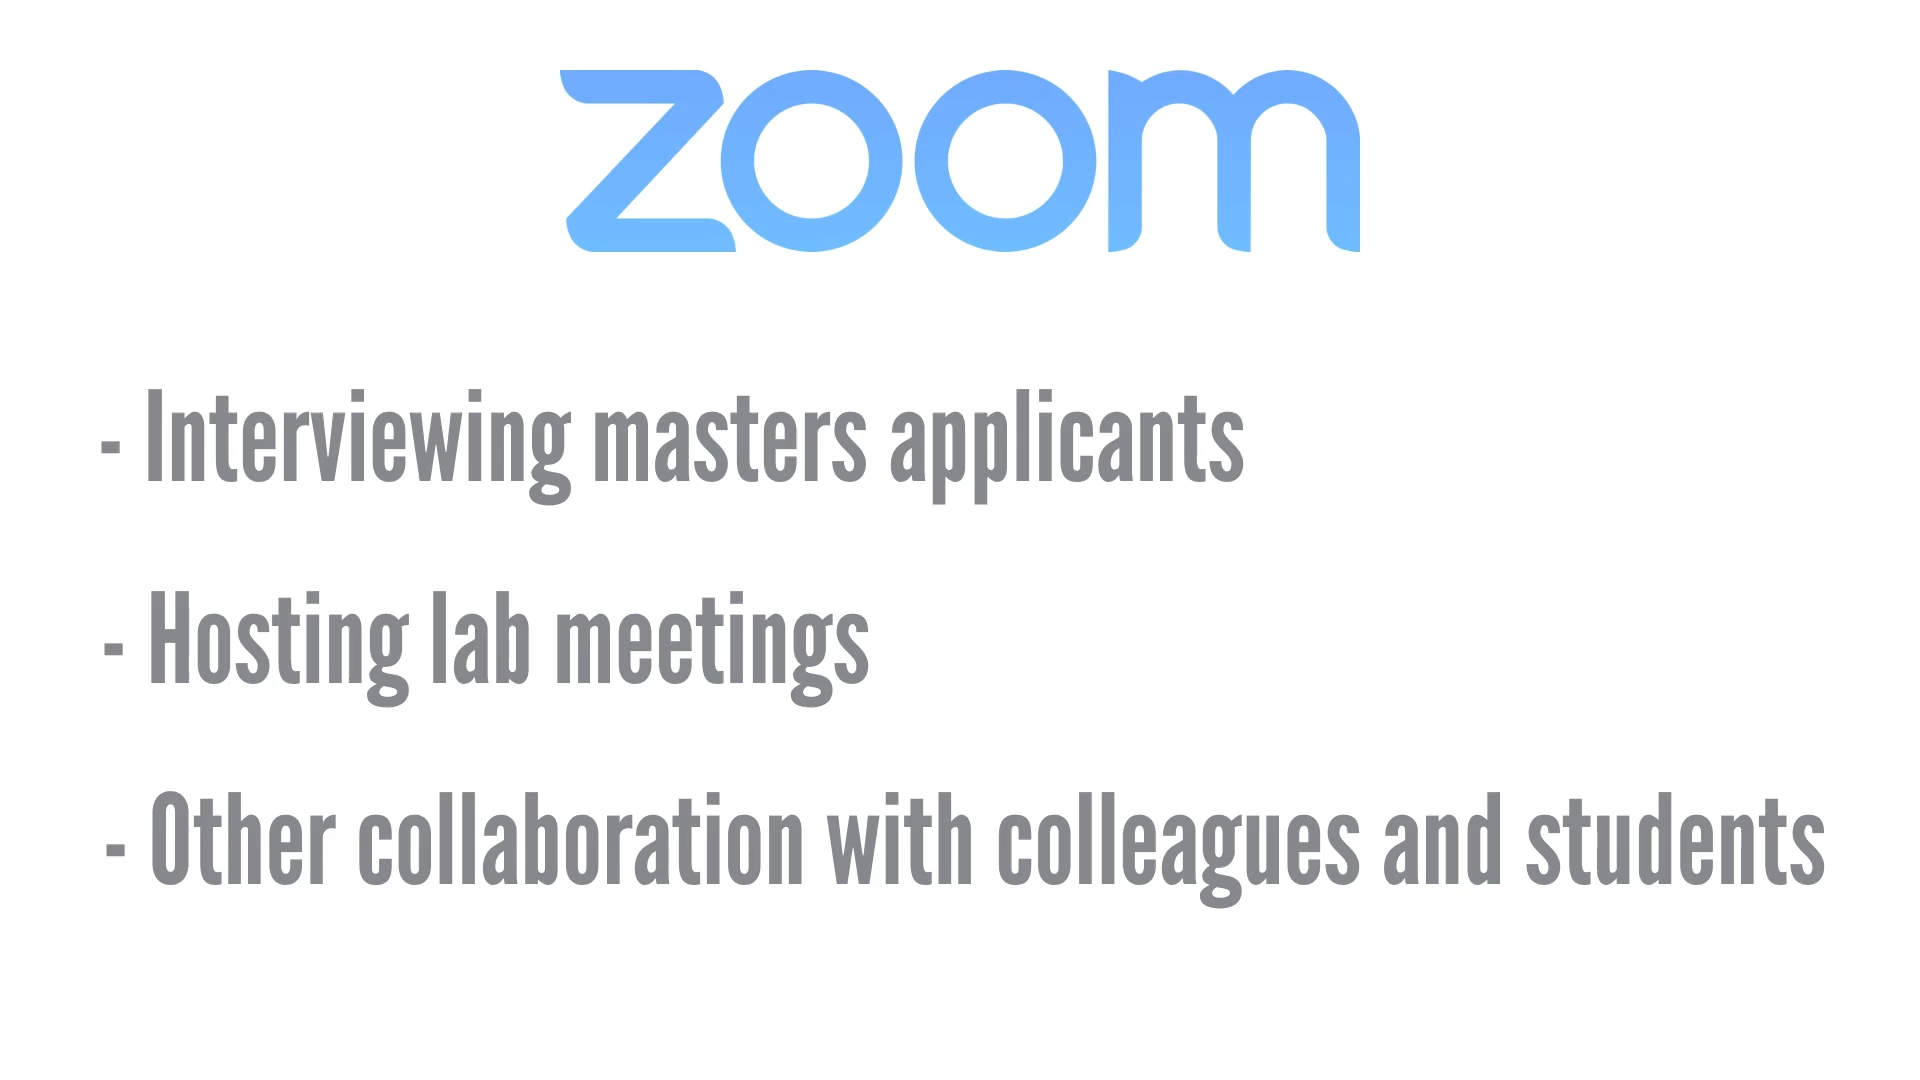 zoom
- Interviewing masters applicants
- Hosting lab meetings
- Other collaboration with colleagues and students